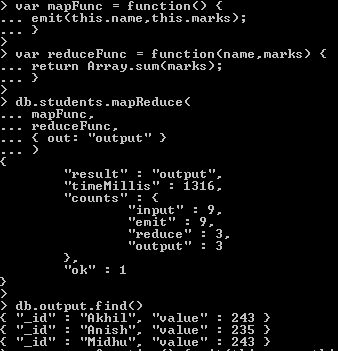 > var mapFunc = function() {
... emit(this.name,this.marks);
... }
>
> var reduceFunc = function(name,marks) {
... return Array.sum(marks);
... }
>
> db.students.mapReduce(
... mapFunc,
... reduceFunc,
... { out: "output" }
... )
{
        "result" : "output",
        "timeMillis" : 1316,
        "counts" : {
                "input" : 9,
                "emit" : 9,
                "reduce" : 3,
                "output" : 3
        },
        "ok" : 1
}
>
> db.output.find()
{ "_id" : "Akhil", "value" : 243 }
{ "_id" : "Anish", "value" : 235 }
{ "_id" : "Midhu", "value" : 243 }